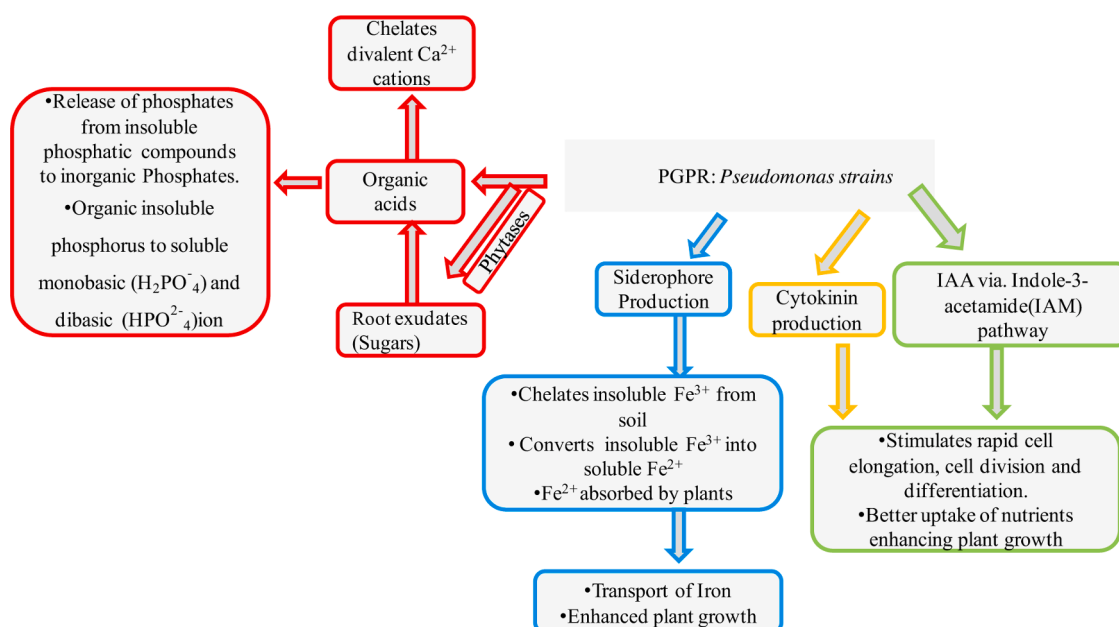 Chelates
divalent Ca²⁺
cations
•Release of phosphates
from insoluble
phosphatic compounds
to inorganic Phosphates.
•Organic insoluble
phosphorus to soluble
monobasic (H₂PO⁻₄) and
dibasic (HPO²⁻₄)ion
Organic
acids
Phytases
Root exudates
(Sugars)
PGPR: Pseudomonas strains
Siderophore
Production
Cytokinin
production
IAA via. Indole-3-
acetamide(IAM)
pathway
•Chelates insoluble Fe³⁺ from
soil
•Converts insoluble Fe³⁺ into
soluble Fe²⁺
•Fe²⁺ absorbed by plants
•Stimulates rapid cell
elongation, cell division and
differentiation.
•Better uptake of nutrients
enhancing plant growth
•Transport of Iron
•Enhanced plant growth